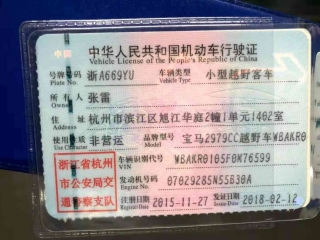 中国
中华人民共和国机动车行驶证
Vehicle License of the People's Republic of China
号牌号码 浙A669YU 车辆类型 小型越野客车
Plate No. Vehicle Type
所有人 张雷
Owner
住址 杭州市滨江区旭江华庭2幢1单元1402室
Address
使用性质 非营运 品牌型号 宝马2979CC越野车WBAKR0
Use Character Model
浙江省杭州市公安局交通警察支队
车辆识别代号 WBAKR0105F0K76599
VIN
发动机号码 07029285N55B30A
Engine No.
注册日期 2015-11-27 发证日期 2018-02-12
Register Date Issue Date